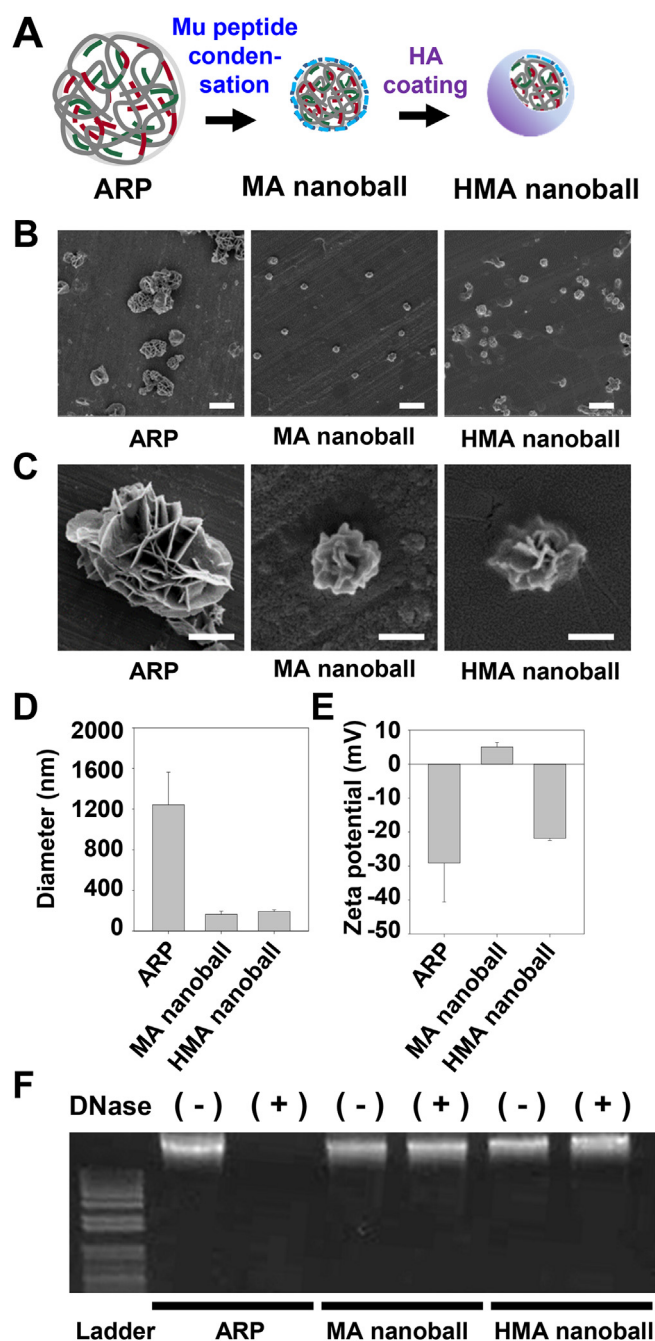 A
Mu peptide
conden-
sation
HA
coating
ARP
MA nanoball
HMA nanoball
B
ARP
MA nanoball
HMA nanoball
C
ARP
MA nanoball
HMA nanoball
D
Diameter (nm)
2000
1600
1200
800
400
0
ARP
MA nanoball
HMA nanoball
E
Zeta potential (mV)
10
0
-10
-20
-30
-40
-50
ARP
MA nanoball
HMA nanoball
F
DNase ( - ) ( + ) ( - ) ( + ) ( - ) ( + )
Ladder ARP MA nanoball HMA nanoball